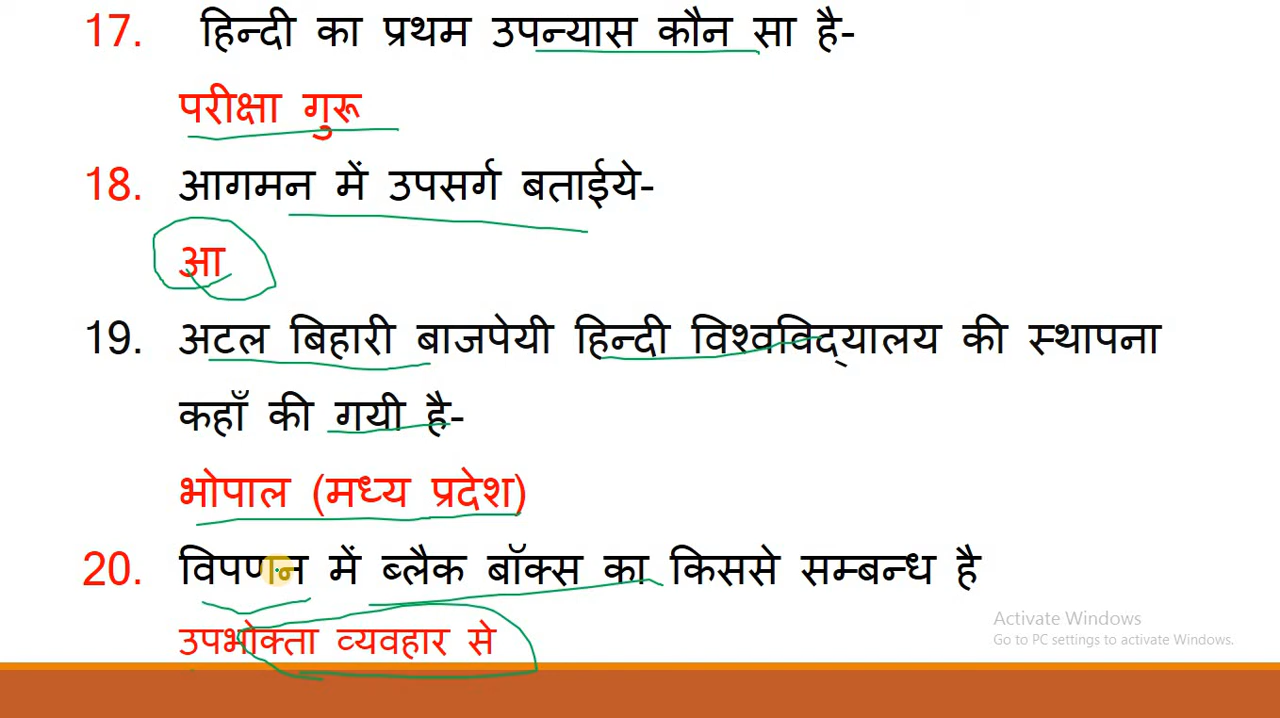 17. हिन्दी का प्रथम उपन्यास कौन सा है-
परीक्षा गुरू
18. आगमन में उपसर्ग बताईये-
आ
19. अटल बिहारी बाजपेयी हिन्दी विश्वविद्यालय की स्थापना
कहाँ की गयी है-
भोपाल (मध्य प्रदेश)
20. विपणन में ब्लैक बॉक्स का किससे सम्बन्ध है
उपभोक्ता व्यवहार से
Activate Windows
Go to PC settings to activate Windows.